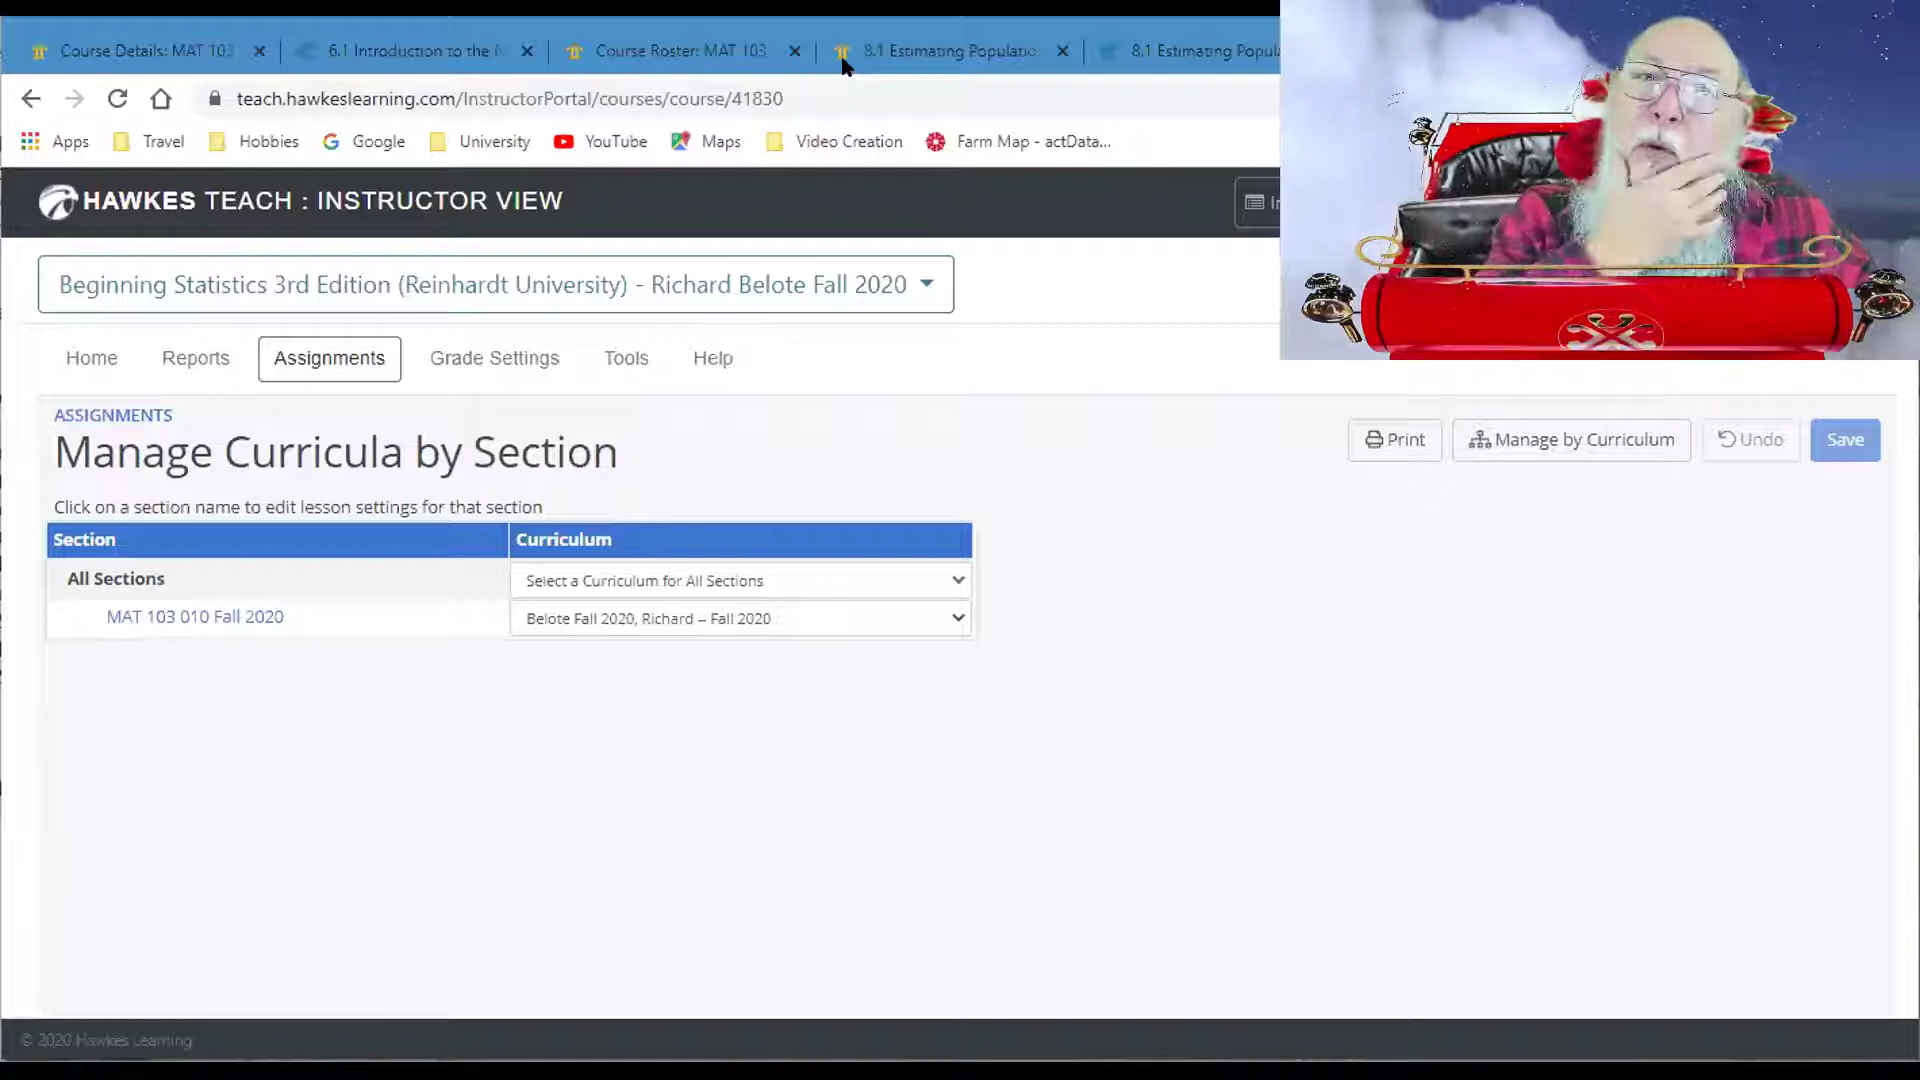 Course Details: MAT 103
6.1 Introduction to the N
Course Roster: MAT 103
8.1 Estimating Populatio
8.1 Estimating Popula
teach.hawkeslearning.com/InstructorPortal/courses/course/41830
Apps
Travel
Hobbies
Google
University
YouTube
Maps
Video Creation
Farm Map - actData...
HAWKES TEACH : INSTRUCTOR VIEW
In
Beginning Statistics 3rd Edition (Reinhardt University) - Richard Belote Fall 2020
Home
Reports
Assignments
Grade Settings
Tools
Help
ASSIGNMENTS
Manage Curricula by Section
Print
Manage by Curriculum
Undo
Save
Click on a section name to edit lesson settings for that section
Section
Curriculum
All Sections
Select a Curriculum for All Sections
MAT 103 010 Fall 2020
Belote Fall 2020, Richard – Fall 2020
© 2020 Hawkes Learning